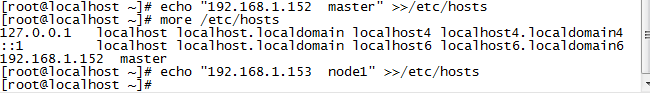 [root@localhost ~]# echo "192.168.1.152  master" >>/etc/hosts
[root@localhost ~]# more /etc/hosts
127.0.0.1   localhost localhost.localdomain localhost4 localhost4.localdomain4
::1         localhost localhost.localdomain localhost6 localhost6.localdomain6
192.168.1.152  master
[root@localhost ~]# echo "192.168.1.153  node1" >>/etc/hosts
[root@localhost ~]#